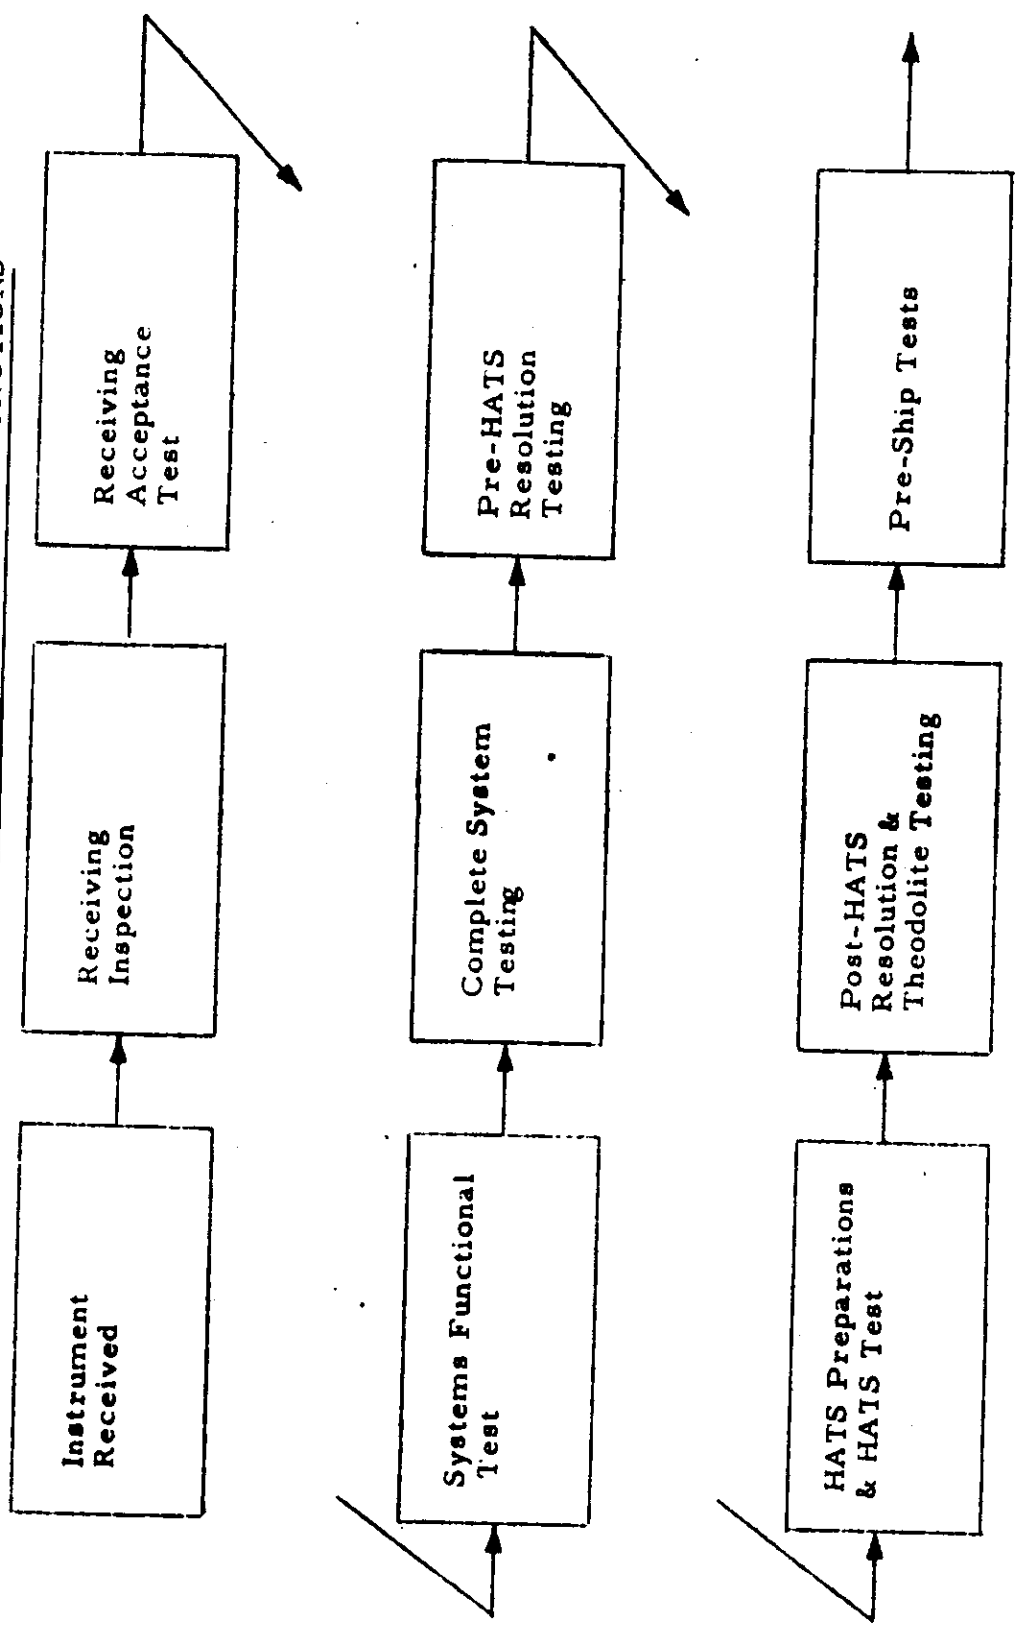 Instrument
Received
Receiving
Inspection
Receiving
Acceptance
Test
Systems Functional
Test
Complete System
Testing
Pre-HATS
Resolution
Testing
HATS Preparations
& HATS Test
Post-HATS
Resolution &
Theodolite Testing
Pre-Ship Tests